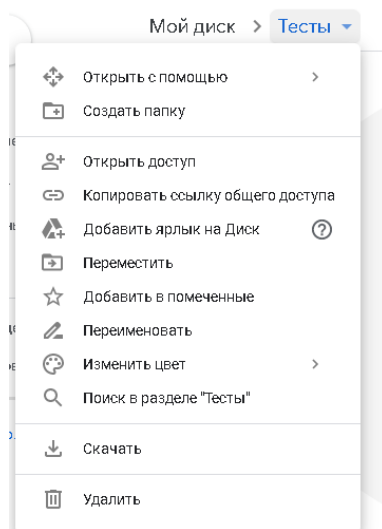 Мой диск > Тесты
Открыть с помощью
Создать папку
Открыть доступ
Копировать ссылку общего доступа
Добавить ярлык на Диск
Переместить
Добавить в помеченные
Переименовать
Изменить цвет
Поиск в разделе "Тесты"
Скачать
Удалить